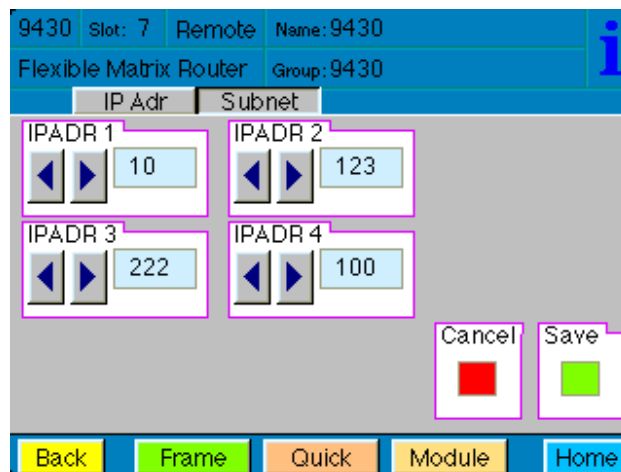 9430 Slot: 7 Remote Name: 9430
Flexible Matrix Router Group: 9430
i
IP Adr Subnet
IPADR 1 IPADR 2
10 123
IPADR 3 IPADR 4
222 100
Cancel Save
Back Frame Quick Module Home